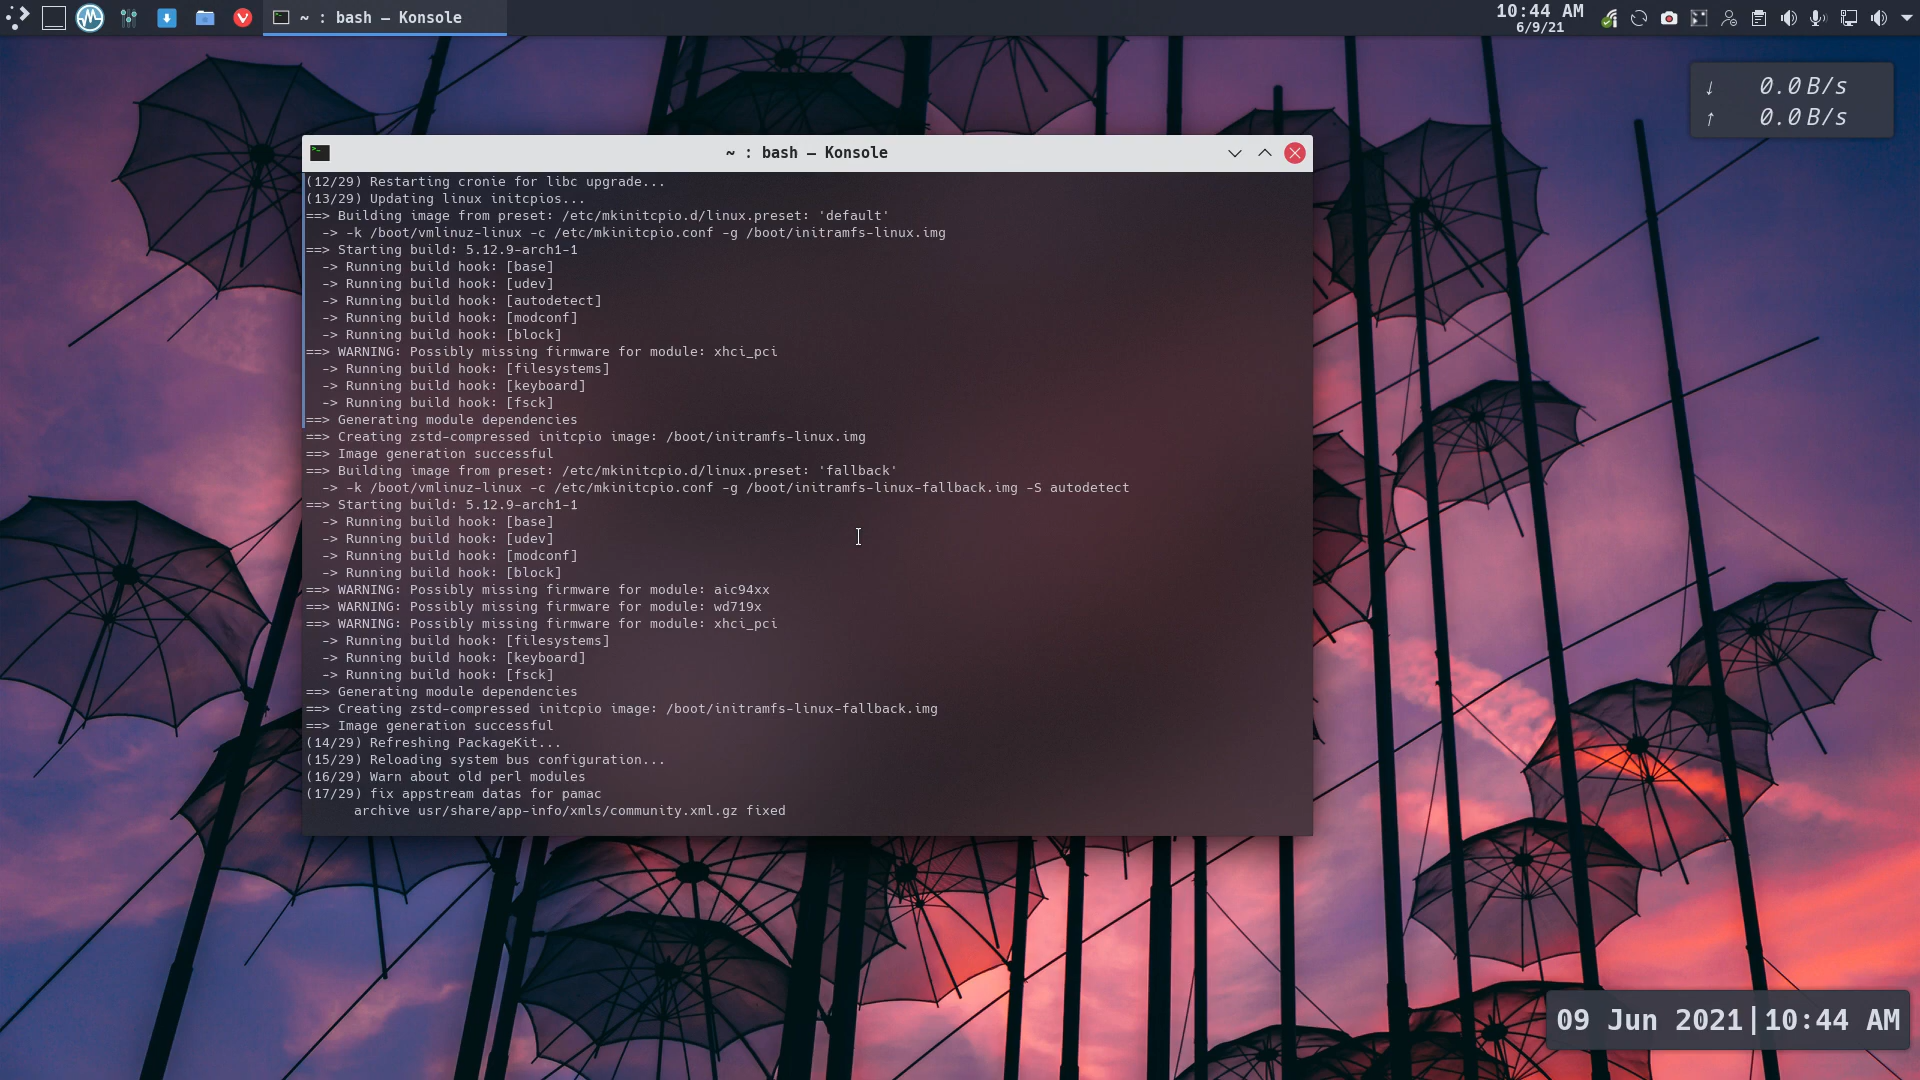 ~ : bash — Konsole
10:44 AM
6/9/21
↓ 0.0 B/s
↑ 0.0 B/s
~ : bash — Konsole
(12/29) Restarting cronie for libc upgrade...
(13/29) Updating linux initcpios...
==> Building image from preset: /etc/mkinitcpio.d/linux.preset: 'default'
-> -k /boot/vmlinuz-linux -c /etc/mkinitcpio.conf -g /boot/initramfs-linux.img
==> Starting build: 5.12.9-arch1-1
-> Running build hook: [base]
-> Running build hook: [udev]
-> Running build hook: [autodetect]
-> Running build hook: [modconf]
-> Running build hook: [block]
==> WARNING: Possibly missing firmware for module: xhci_pci
-> Running build hook: [filesystems]
-> Running build hook: [keyboard]
-> Running build hook: [fsck]
==> Generating module dependencies
==> Creating zstd-compressed initcpio image: /boot/initramfs-linux.img
==> Image generation successful
==> Building image from preset: /etc/mkinitcpio.d/linux.preset: 'fallback'
-> -k /boot/vmlinuz-linux -c /etc/mkinitcpio.conf -g /boot/initramfs-linux-fallback.img -S autodetect
==> Starting build: 5.12.9-arch1-1
-> Running build hook: [base]
-> Running build hook: [udev]
-> Running build hook: [modconf]
-> Running build hook: [block]
==> WARNING: Possibly missing firmware for module: aic94xx
==> WARNING: Possibly missing firmware for module: wd719x
==> WARNING: Possibly missing firmware for module: xhci_pci
-> Running build hook: [filesystems]
-> Running build hook: [keyboard]
-> Running build hook: [fsck]
==> Generating module dependencies
==> Creating zstd-compressed initcpio image: /boot/initramfs-linux-fallback.img
==> Image generation successful
(14/29) Refreshing PackageKit...
(15/29) Reloading system bus configuration...
(16/29) Warn about old perl modules
(17/29) fix appstream datas for pamac
archive usr/share/app-info/xmls/community.xml.gz fixed
09 Jun 2021|10:44 AM